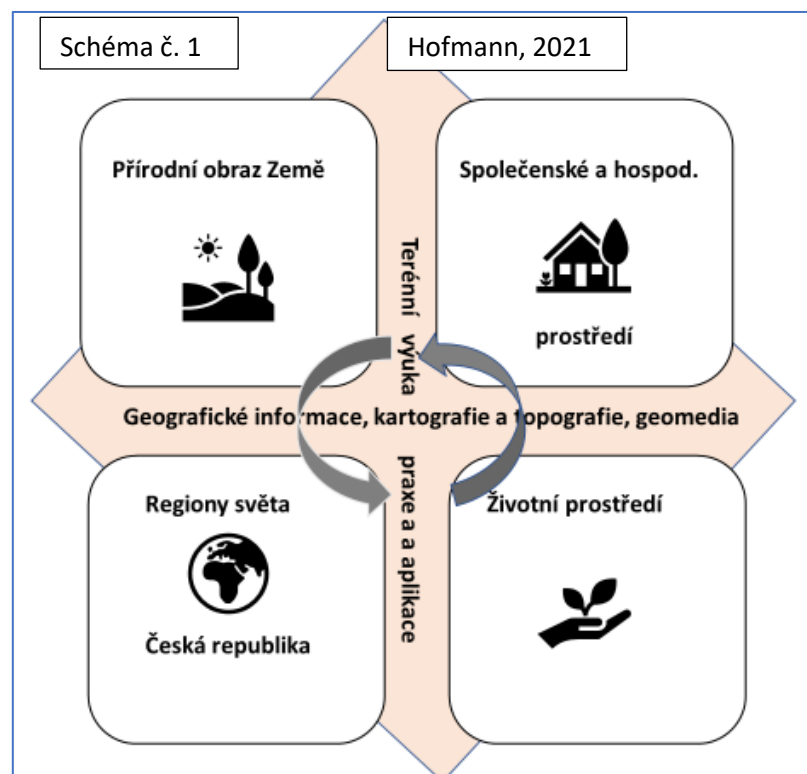 Schéma č. 1
Hofmann, 2021
Přírodní obraz Země
Společenské a hospod.
prostředí
Terénní výuka
Geografické informace, kartografie a topografie, geomedia
praxe a a aplikace
Regiony světa
Česká republika
Životní prostředí